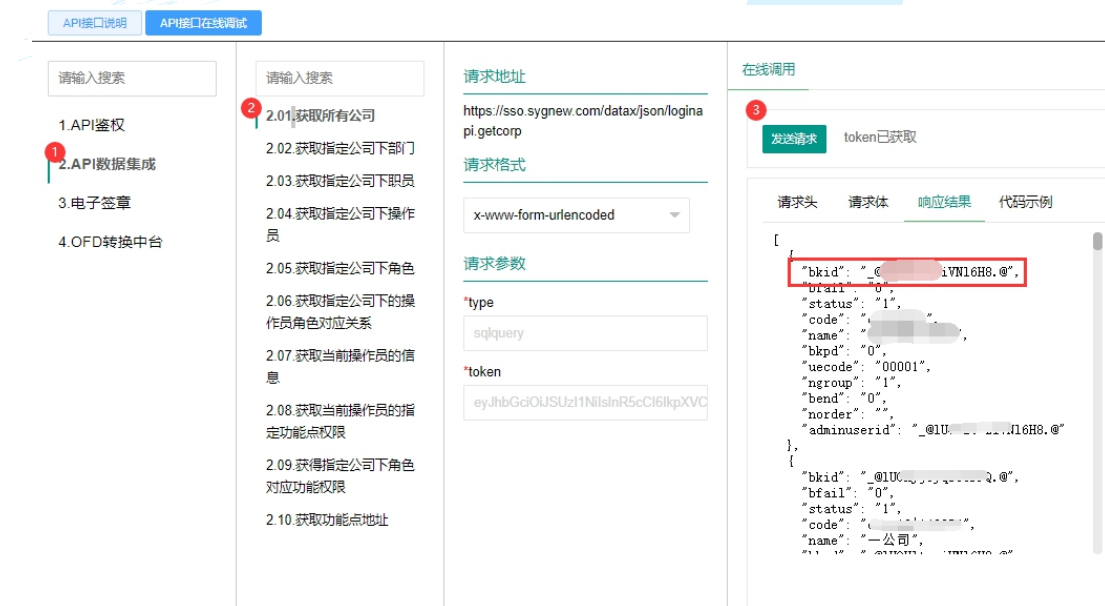 API接口说明
API接口在线调试
请输入搜索
1.API鉴权
1
2.API数据集成
3.电子签章
4.OFD转换中台
请输入搜索
2
2.01.获取所有公司
2.02.获取指定公司下部门
2.03.获取指定公司下职员
2.04.获取指定公司下操作
员
2.05.获取指定公司下角色
2.06.获取指定公司下的操
作员角色对应关系
2.07.获取当前操作员的信
息
2.08.获取当前操作员的指
定功能点权限
2.09.获得指定公司下角色
对应功能权限
2.10.获取功能点地址
请求地址
https://sso.sygnew.com/datax/json/logina
pi.getcorp
请求格式
x-www-form-urlencoded
请求参数
*type
sqlquery
*token
eyJhbGciOiJSUzI1NiIsInR5cCI6IkpXVC
在线调用
3
发送请求
token已获取
请求头 请求体 响应结果 代码示例
[
{
"bkid": "_@ iVN16H8.@",
"bfail": "0",
"status": "1",
"code": " ",
"name": " ",
"bkpd": "0",
"uecode": "00001",
"ngroup": "1",
"bend": "0",
"norder": "",
"adminuserid": "_@lU N16H8.@"
},
{
"bkid": "_@lU Q.@",
"bfail": "0",
"status": "1",
"code": " ",
"name": "一公司",